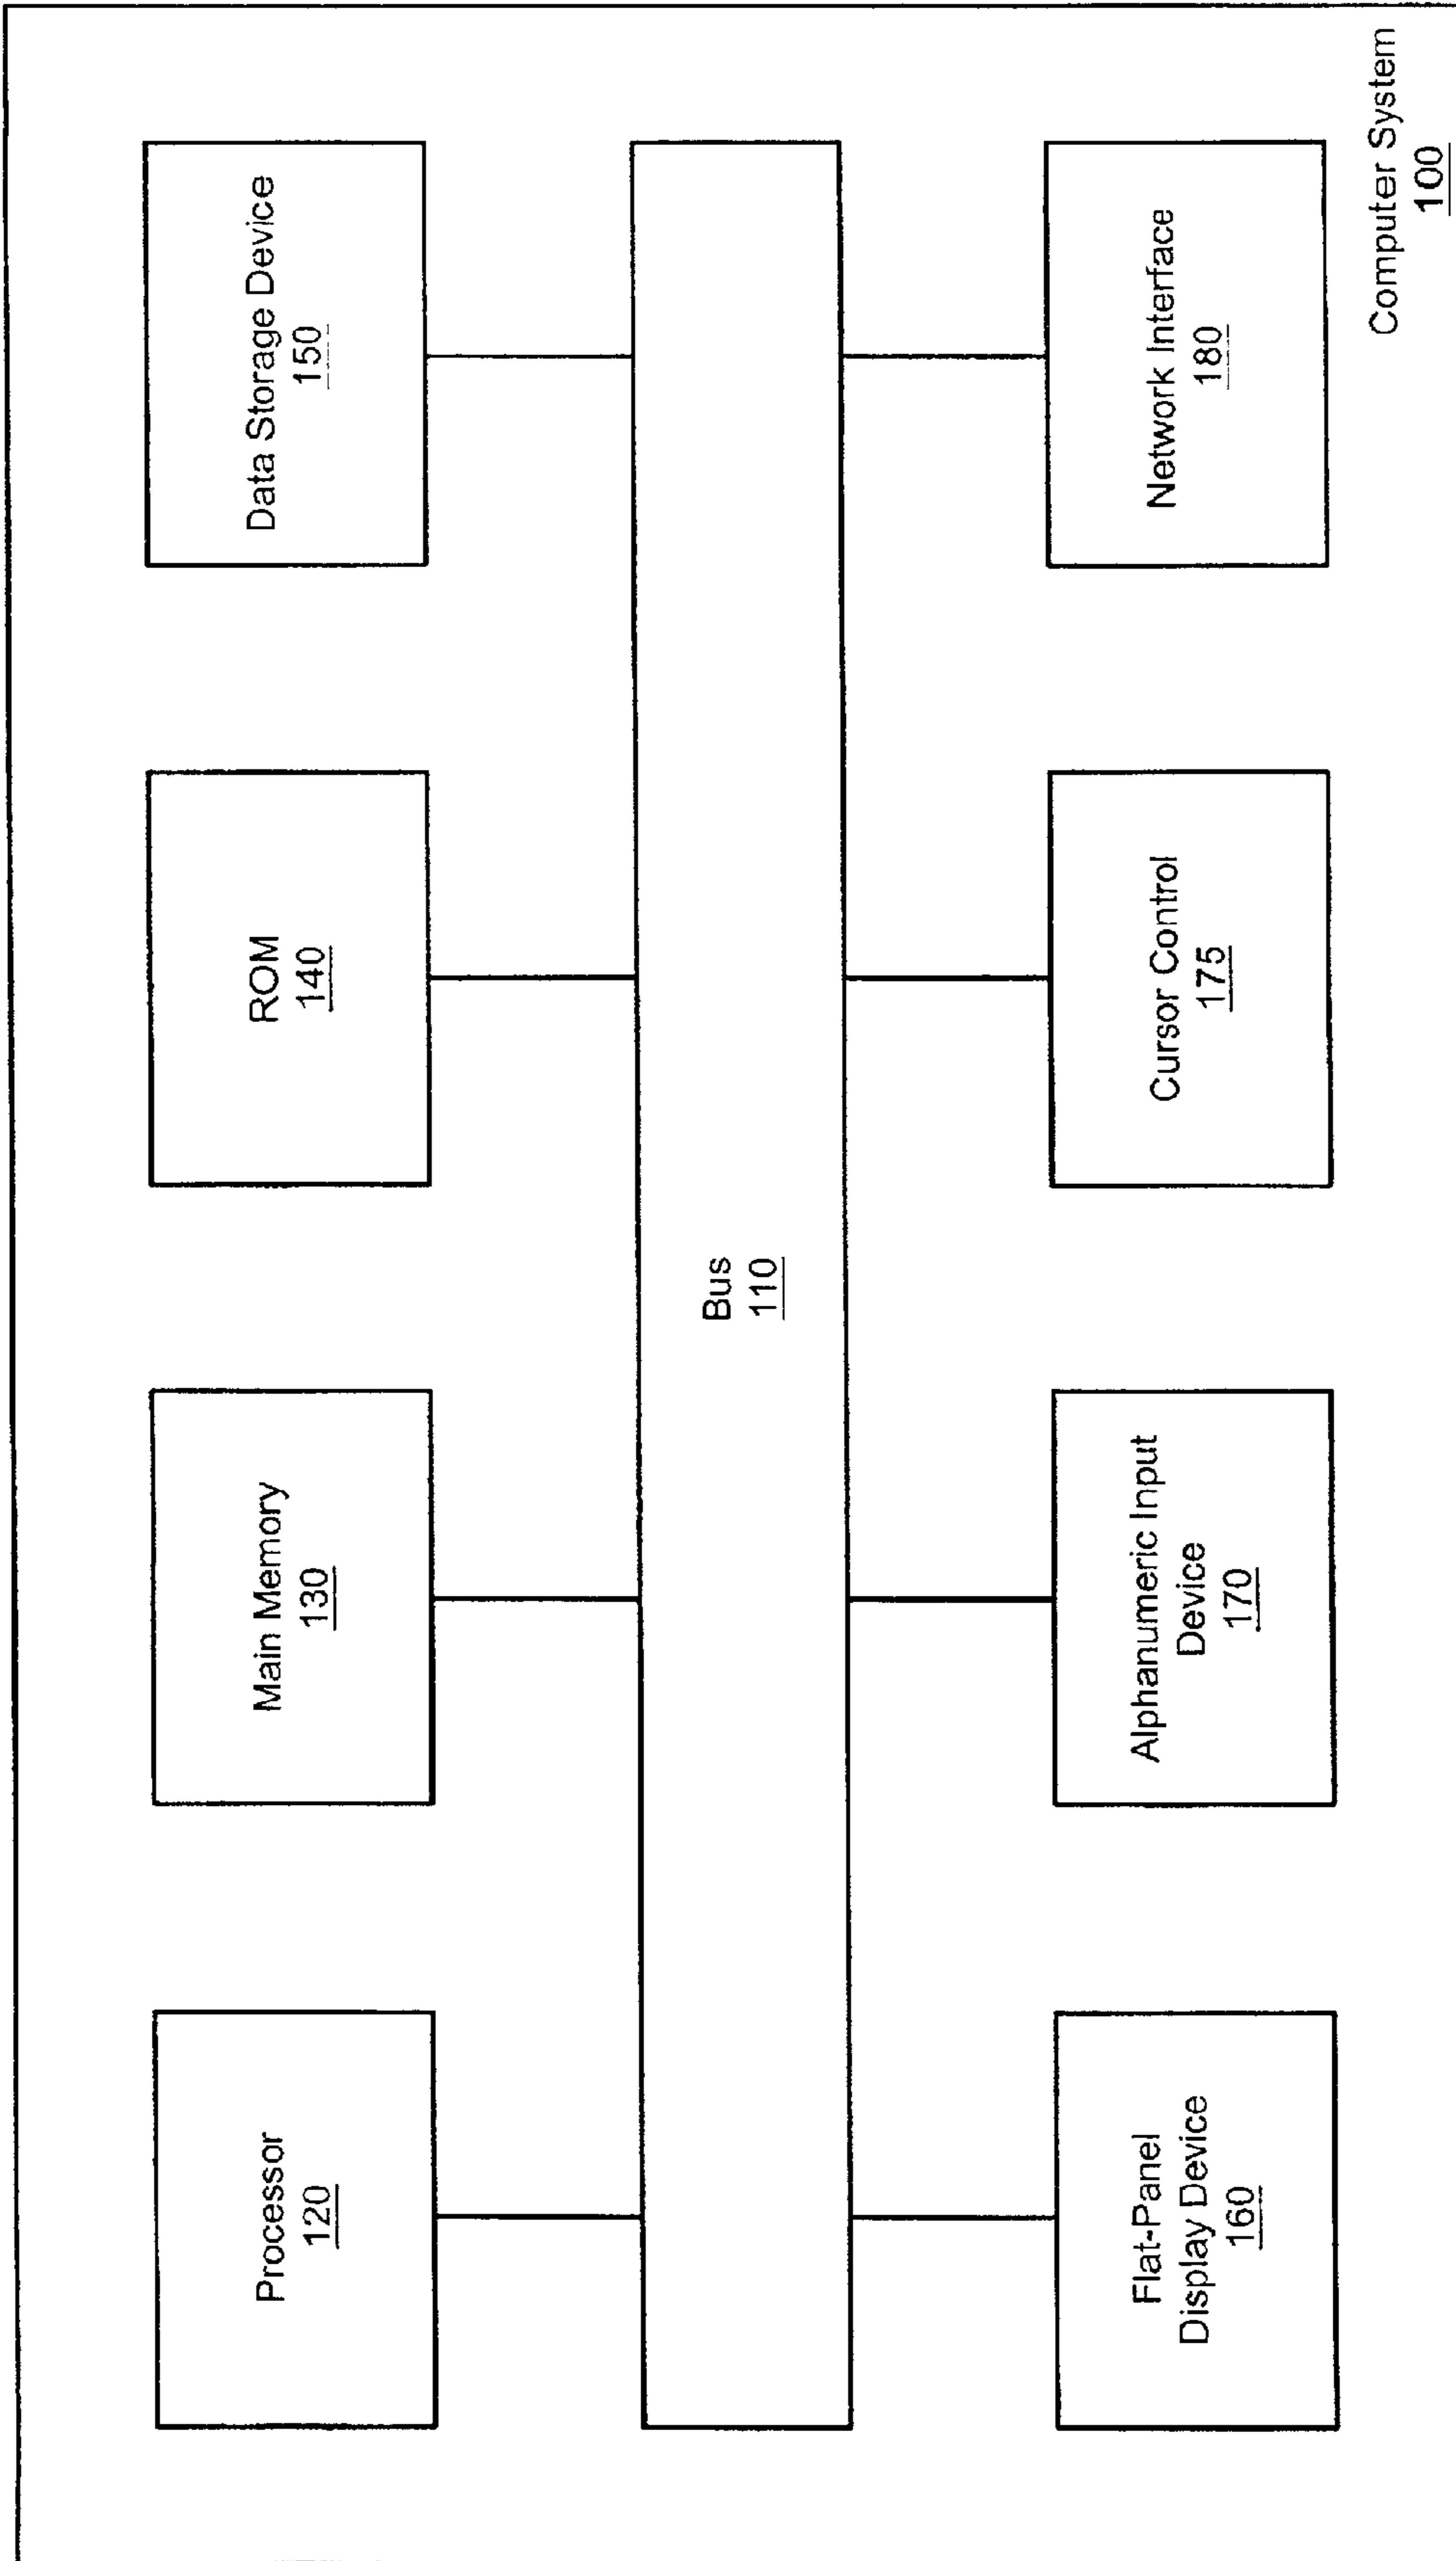 Processor
120
Main Memory
130
ROM
140
Data Storage Device
150
Bus
110
Flat-Panel
Display Device
160
Alphanumeric Input
Device
170
Cursor Control
175
Network Interface
180
Computer System
100